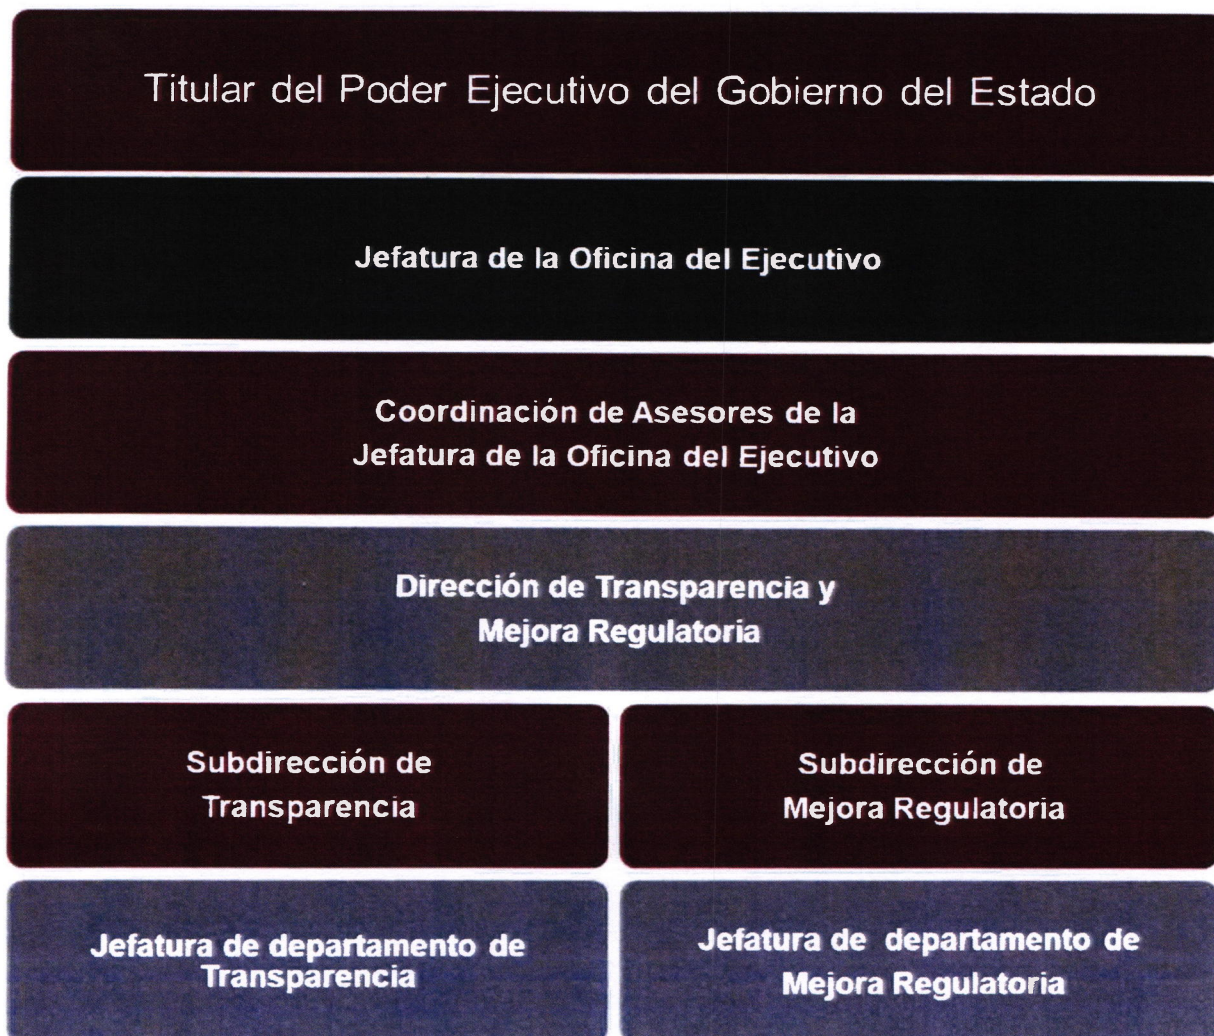 Titular del Poder Ejecutivo del Gobierno del Estado
Jefatura de la Oficina del Ejecutivo
Coordinación de Asesores de la
Jefatura de la Oficina del Ejecutivo
Dirección de Transparencia y
Mejora Regulatoria
Subdirección de
Transparencia
Subdirección de
Mejora Regulatoria
Jefatura de departamento de
Transparencia
Jefatura de departamento de
Mejora Regulatoria